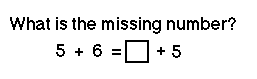 What is the missing number?
5 + 6 = □ + 5